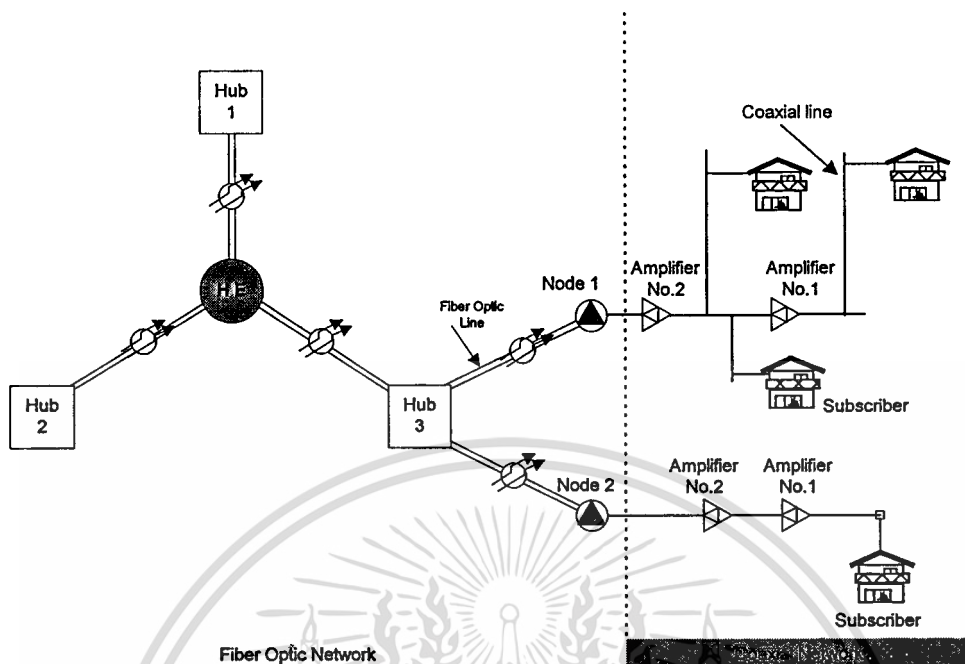 Hub
1
Coaxial line
H.E
Node 1
Amplifier
No.2
Amplifier
No.1
Fiber Optic
Line
Hub
2
Hub
3
Subscriber
Node 2
Amplifier
No.2
Amplifier
No.1
Subscriber
Fiber Optic Network
Coaxial